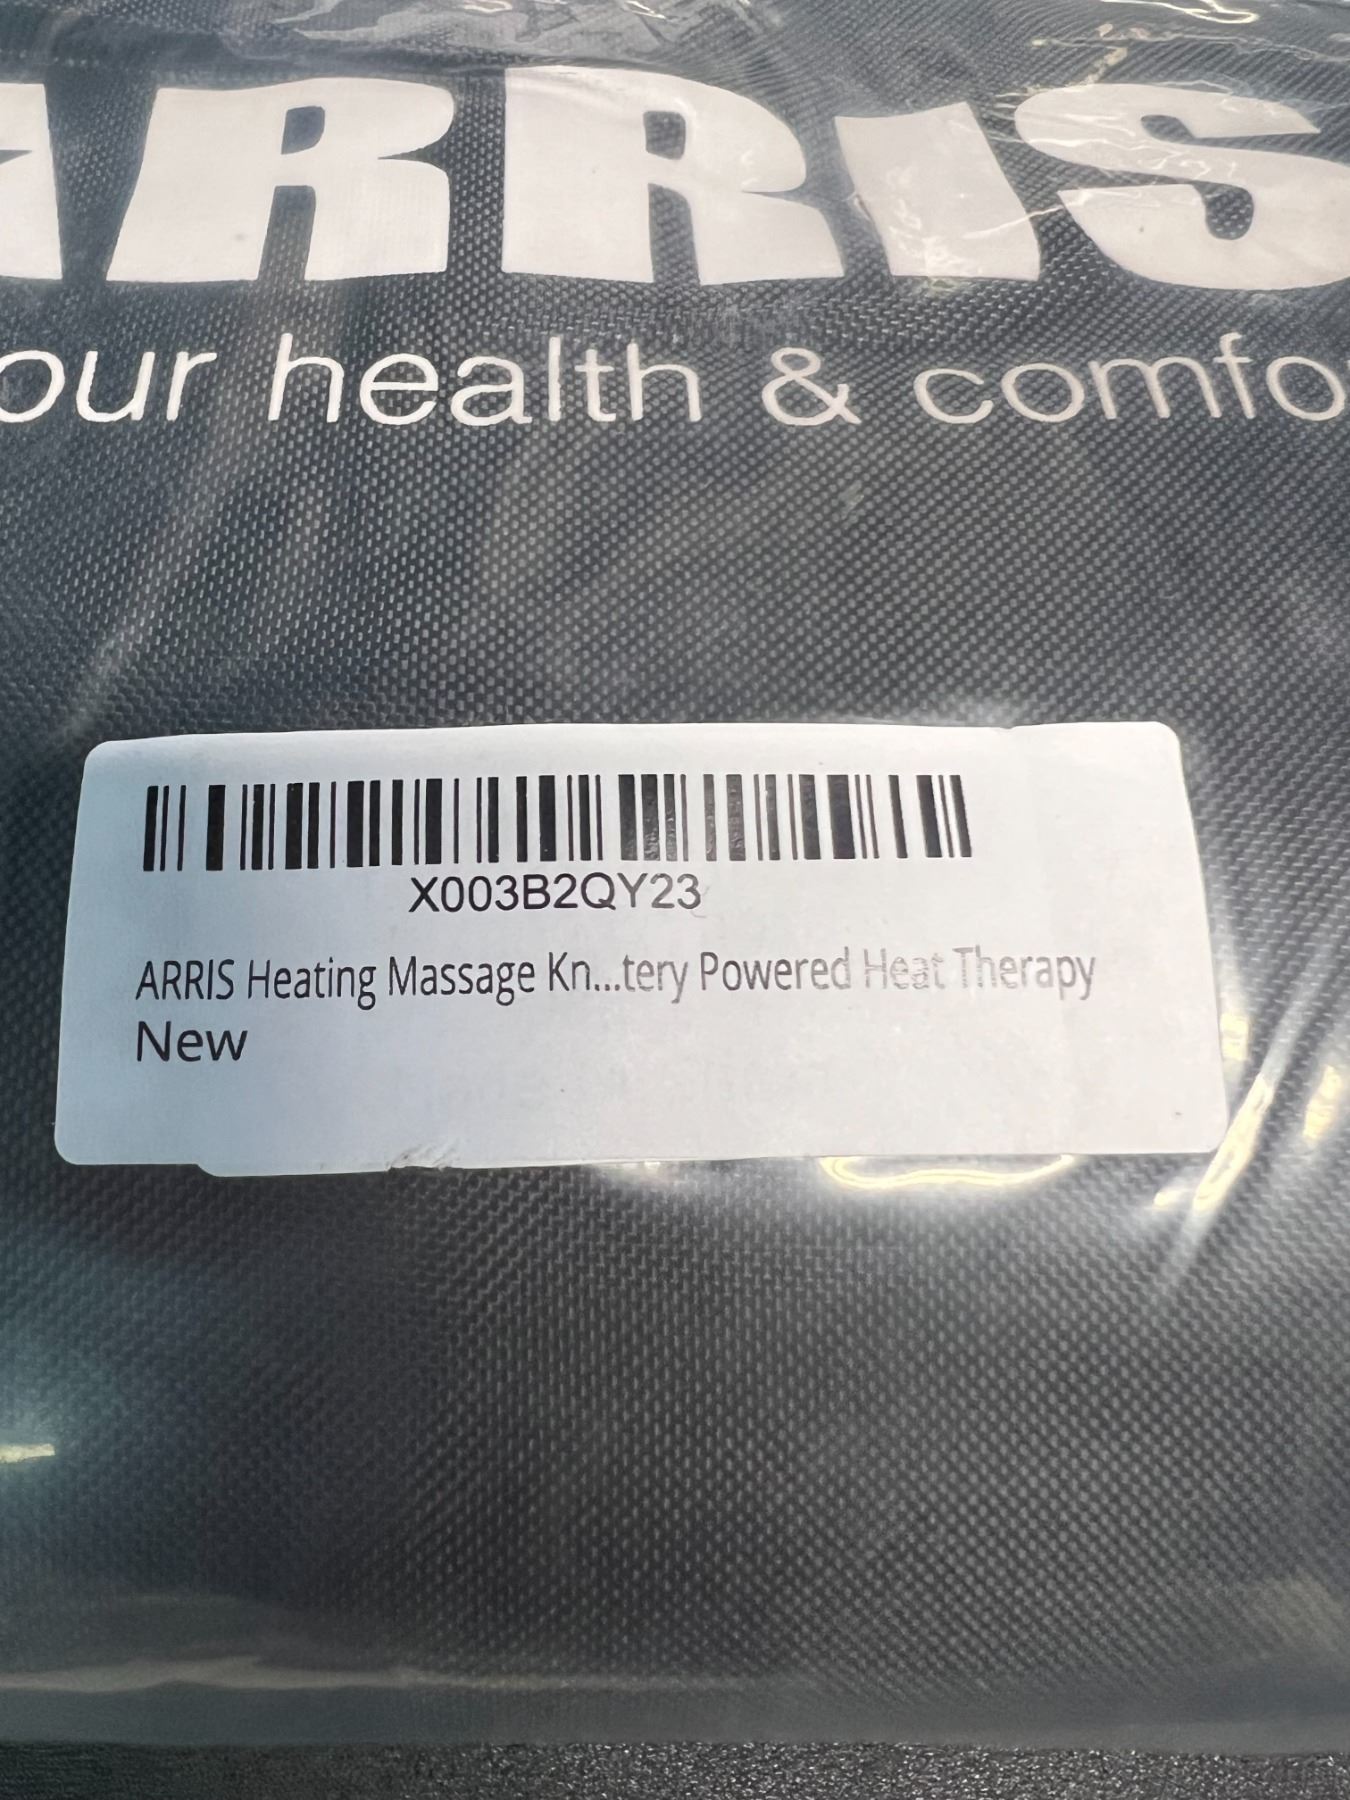 ARRIS
our health & comfo
X003B2QY23
ARRIS Heating Massage Kn...tery Powered Heat Therapy
New